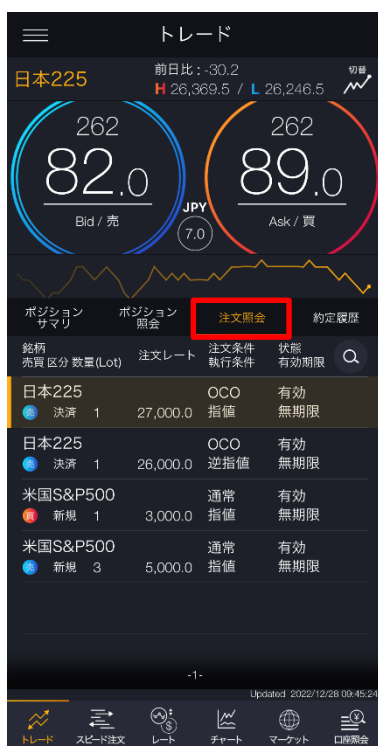 トレード
日本225
前日比:-30.2
H 26,369.5 / L 26,246.5
切替
262
82.0
Bid / 売
JPY
7.0
262
89.0
Ask / 買
ポジション
サマリ
ポジション
照会
注文照会
約定履歴
銘柄
売買 区分 数量(Lot)
注文レート
注文条件
執行条件
状態
有効期限
日本225 OCO 有効
売 決済 1 27,000.0 指値 無期限
日本225 OCO 有効
売 決済 1 26,000.0 逆指値 無期限
米国S&P500 通常 有効
買 新規 1 3,000.0 指値 無期限
米国S&P500 通常 有効
売 新規 3 5,000.0 指値 無期限
-1-
Updated 2022/12/28 09:45:24
トレード スピード注文 レート チャート マーケット 口座照会